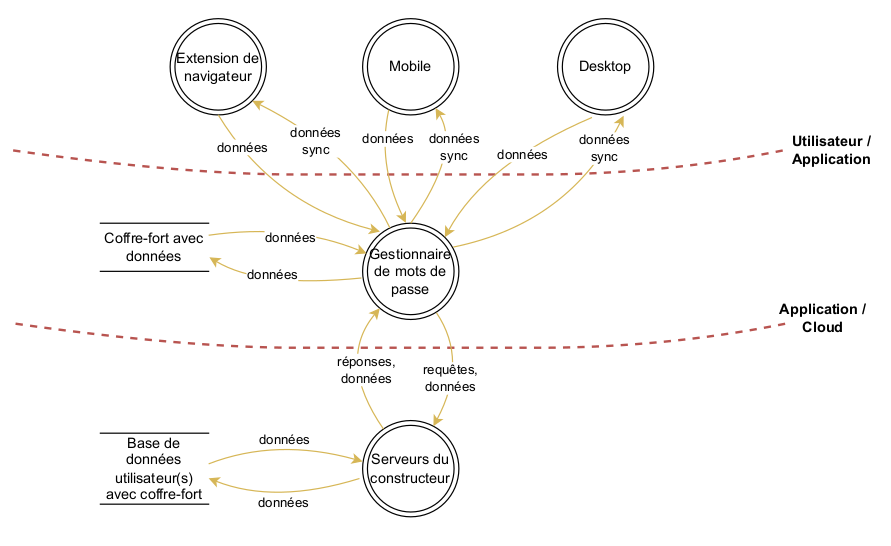 Extension de
navigateur
Mobile
Desktop
données
données
sync
données
données
sync
données
données
sync
Utilisateur /
Application
Coffre-fort avec
données
données
données
Gestionnaire
de mots de
passe
Application /
Cloud
réponses,
données
requêtes,
données
Base de
données
utilisateur(s)
avec coffre-fort
données
données
Serveurs du
constructeur